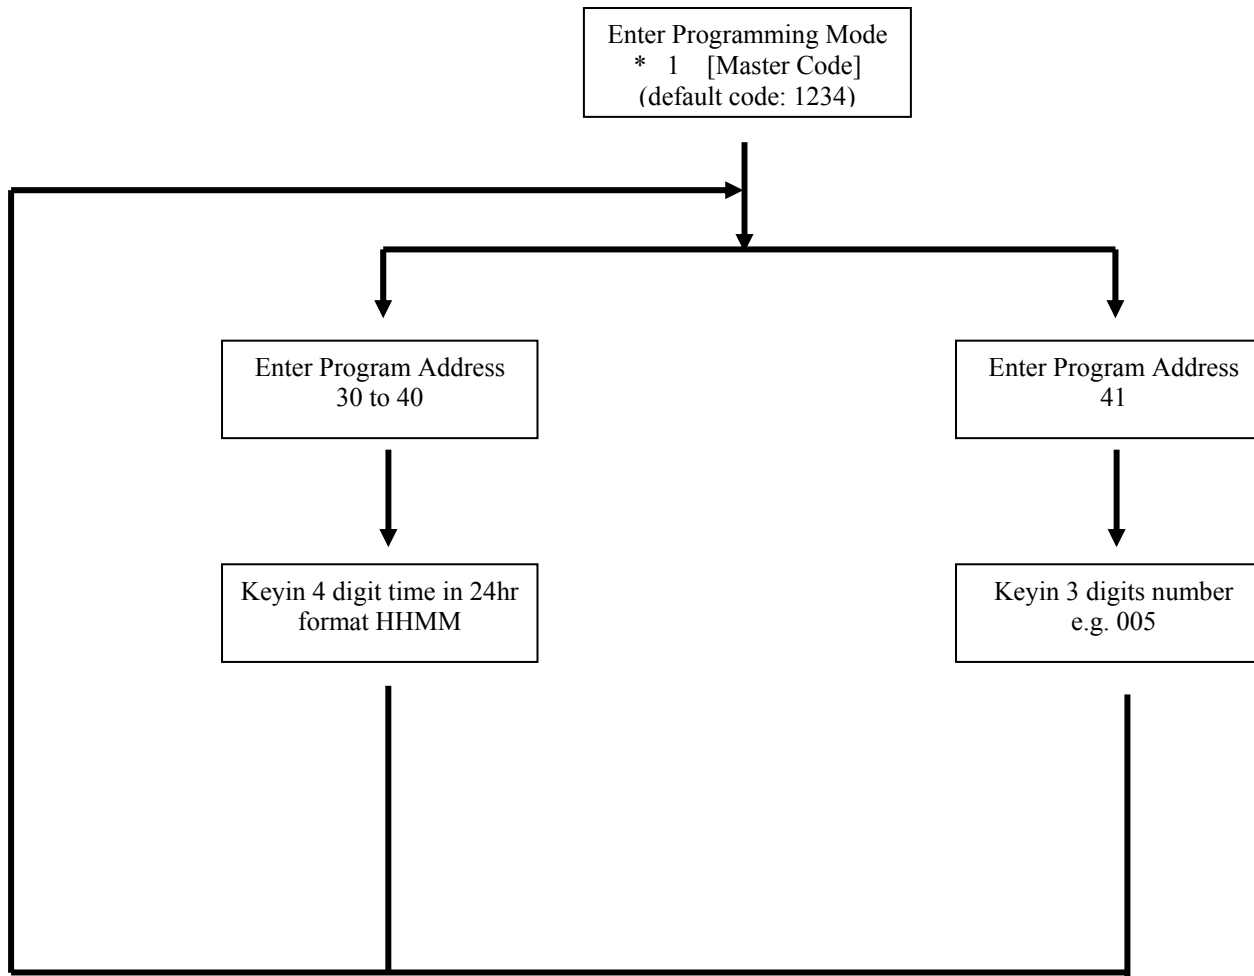 Enter Programming Mode
* 1 [Master Code]
(default code: 1234)
Enter Program Address
30 to 40
Enter Program Address
41
Keyin 4 digit time in 24hr
format HHMM
Keyin 3 digits number
e.g. 005